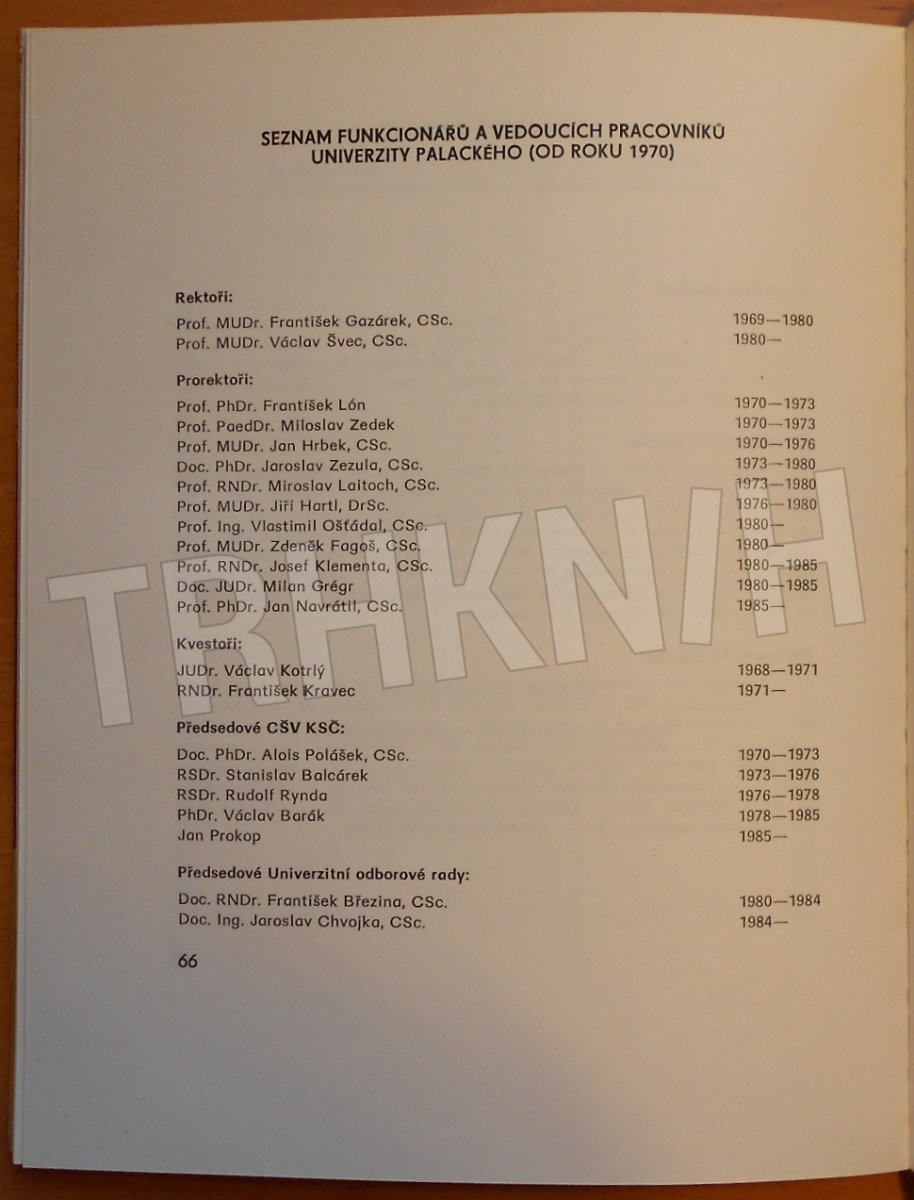 SEZNAM FUNKCIONÁŘŮ A VEDOUCÍCH PRACOVNÍKŮ
UNIVERZITY PALACKÉHO (OD ROKU 1970)
Rektoři:
Prof. MUDr. František Gazárek, CSc. 1969—1980
Prof. MUDr. Václav Švec, CSc. 1980—
Prorektoři:
Prof. PhDr. František Lón 1970—1973
Prof. PaedDr. Miloslav Zedek 1970—1973
Prof. MUDr. Jan Hrbek, CSc. 1970—1976
Doc. PhDr. Jaroslav Zezula, CSc. 1973—1980
Prof. RNDr. Miroslav Laitoch, CSc. 1973—1980
Prof. MUDr. Jiří Hartl, DrSc. 1976—1980
Prof. Ing. Vlastimil Ošťádal, CSc. 1980—
Prof. MUDr. Zdeněk Fagoš, CSc. 1980—
Prof. RNDr. Josef Klementa, CSc. 1980—1985
Doc. JUDr. Milan Grégr 1980—1985
Prof. PhDr. Jan Navrátil, CSc. 1985—
Kvestoři:
JUDr. Václav Kotrlý 1968—1971
RNDr. František Kravec 1971—
Předsedové CŠV KSČ:
Doc. PhDr. Alois Polášek, CSc. 1970—1973
RSDr. Stanislav Balcárek 1973—1976
RSDr. Rudolf Rynda 1976—1978
PhDr. Václav Barák 1978—1985
Jan Prokop 1985—
Předsedové Univerzitní odborové rady:
Doc. RNDr. František Březina, CSc. 1980—1984
Doc. Ing. Jaroslav Chvojka, CSc. 1984—
66
TRHKNIH